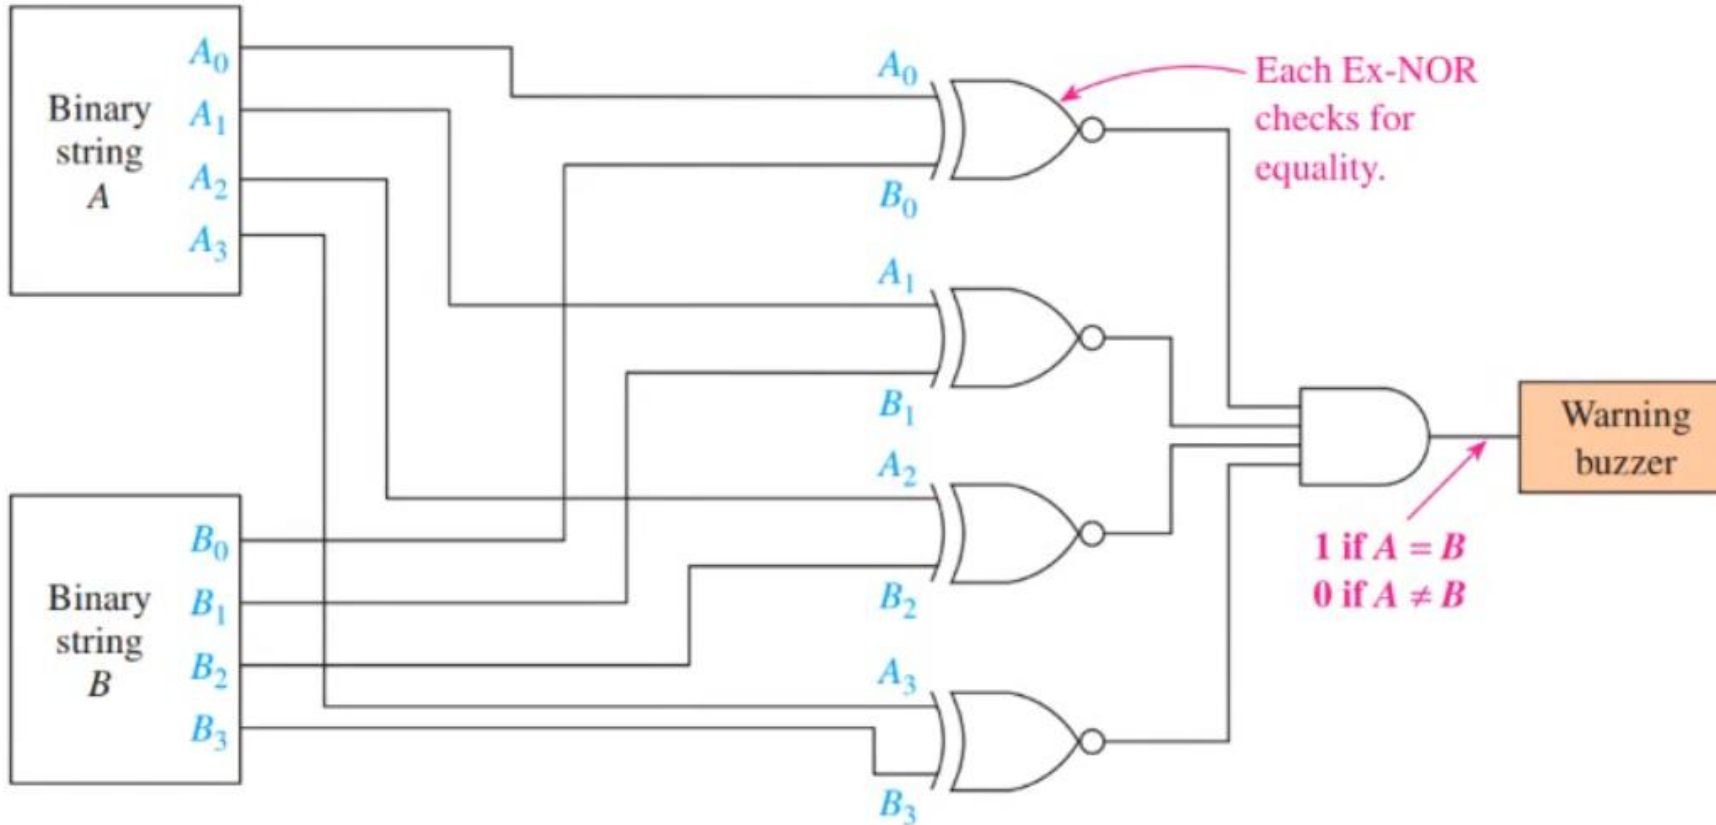 Binary
string
A
A₀
A₁
A₂
A₃
Binary
string
B
B₀
B₁
B₂
B₃
A₀
B₀
A₁
B₁
A₂
B₂
A₃
B₃
Each Ex-NOR
checks for
equality.
1 if A = B
0 if A ≠ B
Warning
buzzer